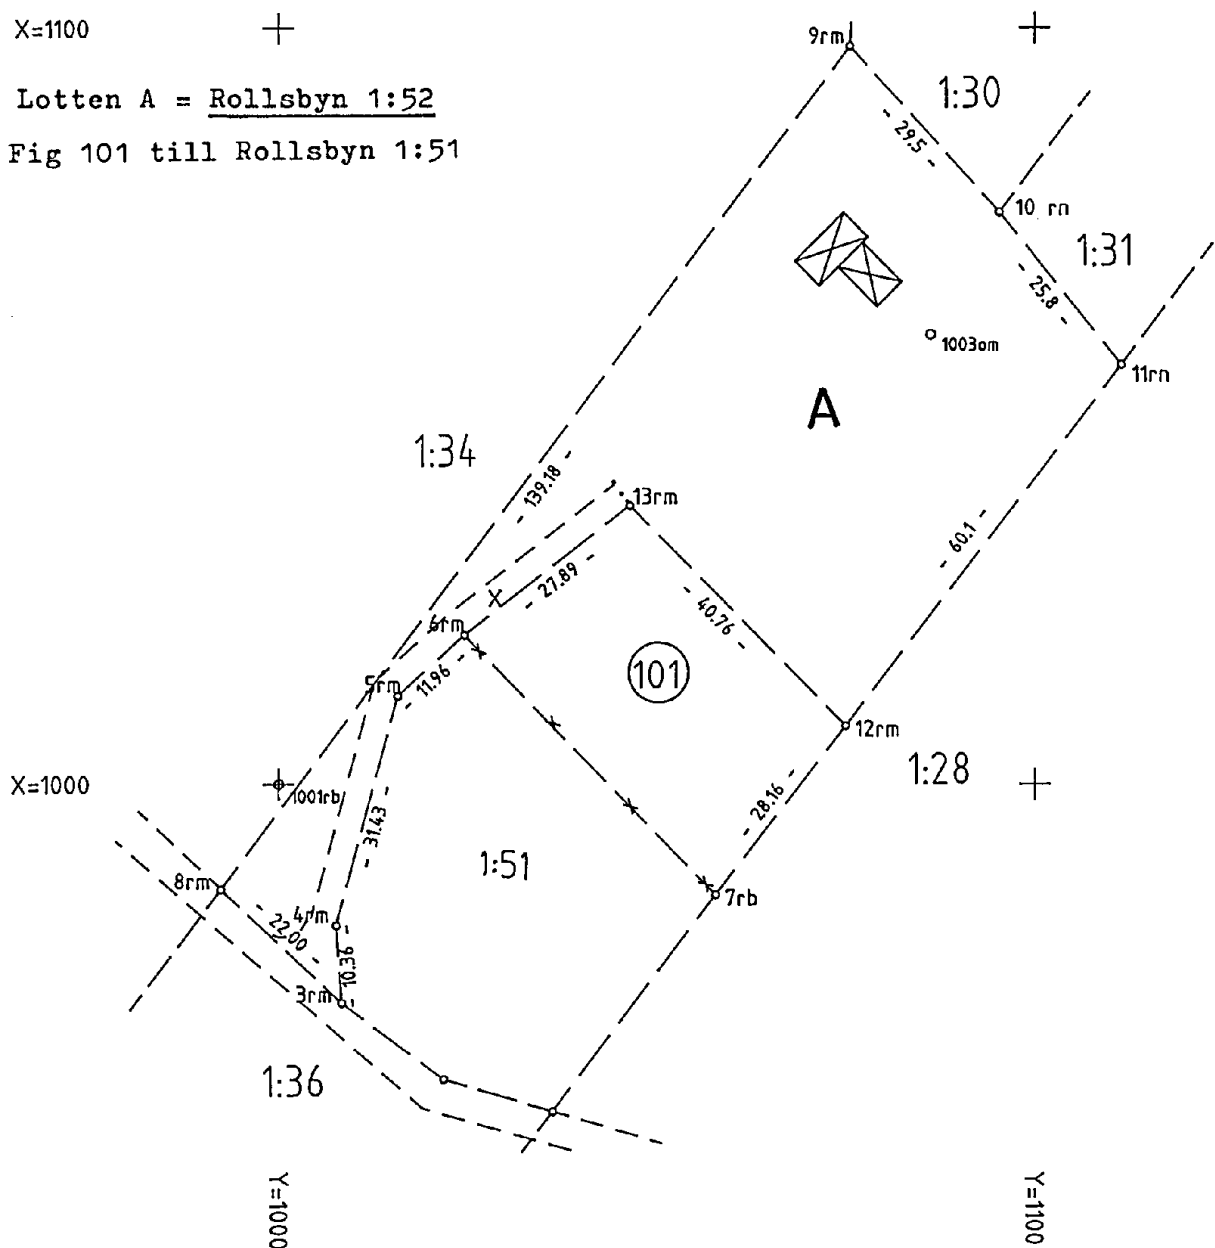 X=1100
Lotten A = Rollsbyn 1:52
Fig 101 till Rollsbyn 1:51
9rm
1:30
- 29.5 -
10 rn
1:31
- 25.8 -
1003om
11rn
A
1:34
- 139.18 -
13rm
- 60.1 -
- 27.89 -
- 40.76 -
6rm
101
5rm
- 11.96 -
12rm
1:28
X=1000
1001rb
- 28.16 -
- 31.43 -
1:51
8rm
7rb
4rm
- 22.00 -
- 10.36 -
3rm
1:36
Y=1000
Y=1100